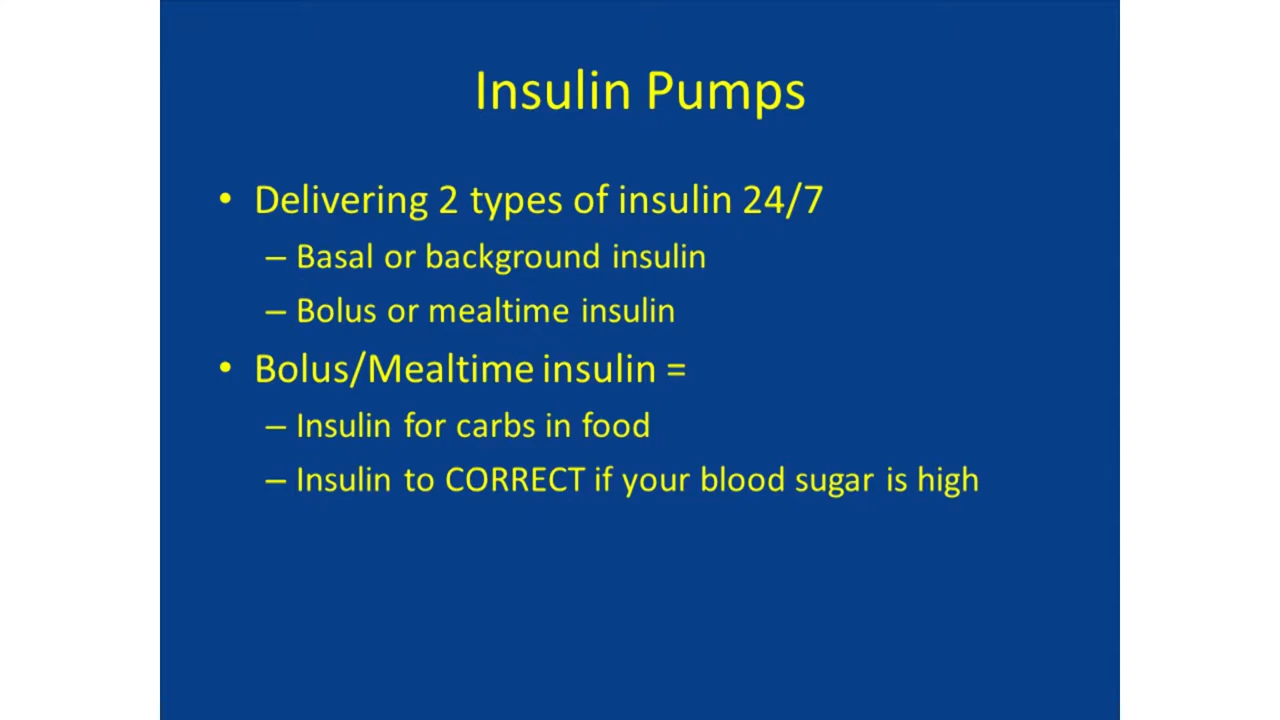 Insulin Pumps
• Delivering 2 types of insulin 24/7
– Basal or background insulin
– Bolus or mealtime insulin
• Bolus/Mealtime insulin =
– Insulin for carbs in food
– Insulin to CORRECT if your blood sugar is high